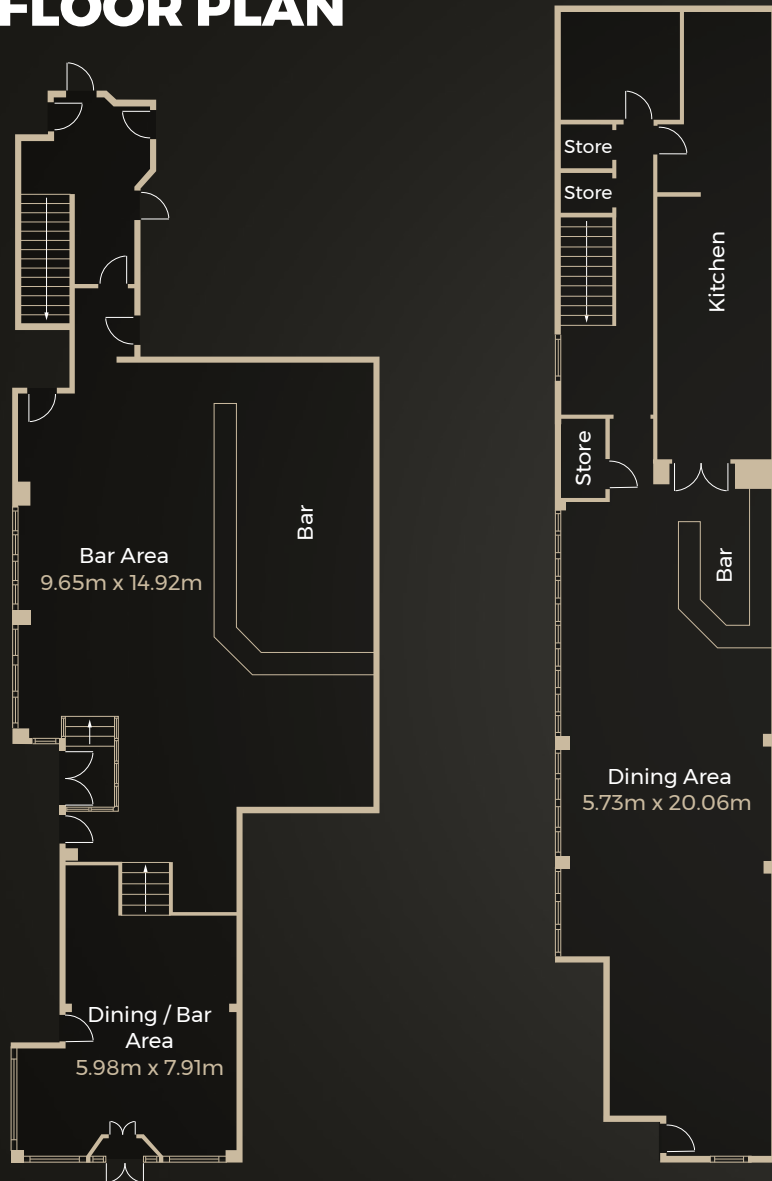 FLOOR PLAN
Bar Area
9.65m x 14.92m
Bar
Dining / Bar
Area
5.98m x 7.91m
Store
Store
Kitchen
Store
Bar
Dining Area
5.73m x 20.06m